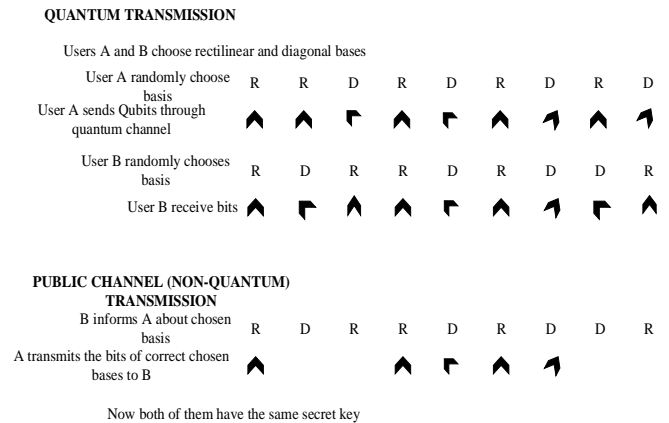 QUANTUM TRANSMISSION
Users A and B choose rectilinear and diagonal bases
User A randomly choose
basis
R R D R D R D R D
User A sends Qubits through
quantum channel
User B randomly chooses
basis
R D R R D R D D R
User B receive bits
PUBLIC CHANNEL (NON-QUANTUM)
TRANSMISSION
B informs A about chosen
basis
R D R R D R D D R
A transmits the bits of correct chosen
bases to B
Now both of them have the same secret key